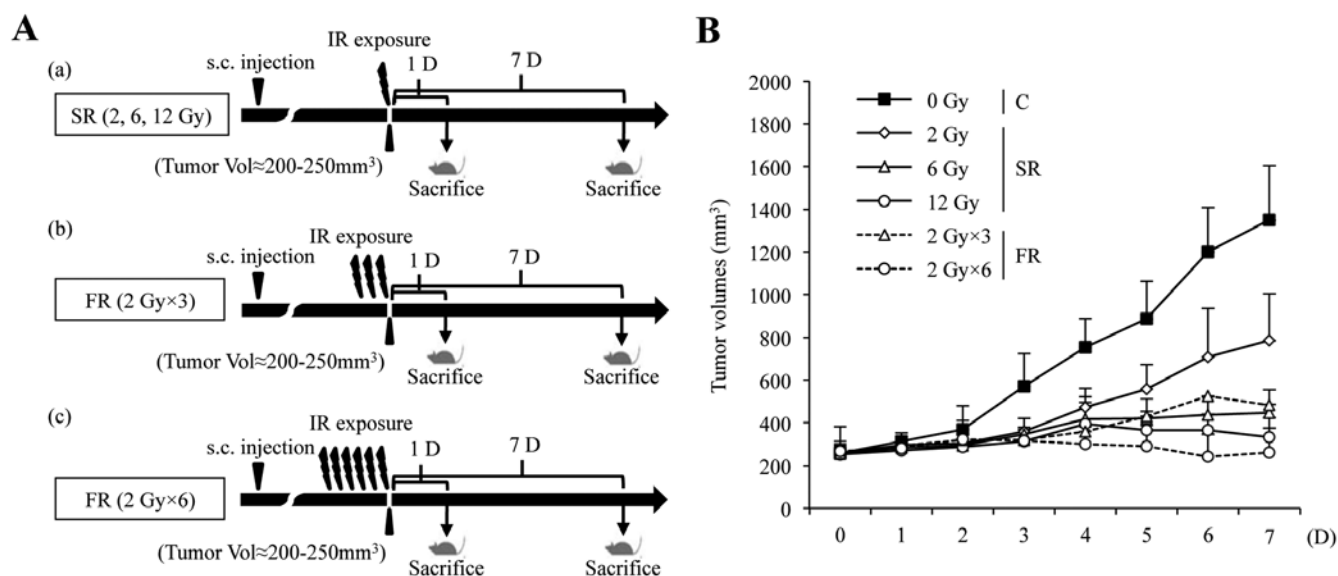 A
(a)
s.c. injection
IR exposure
1 D
7 D
SR (2, 6, 12 Gy)
(Tumor Vol≈200-250mm³)
Sacrifice
Sacrifice
(b)
s.c. injection
IR exposure
1 D
7 D
FR (2 Gy×3)
(Tumor Vol≈200-250mm³)
Sacrifice
Sacrifice
(c)
s.c. injection
IR exposure
1 D
7 D
FR (2 Gy×6)
(Tumor Vol≈200-250mm³)
Sacrifice
Sacrifice
B
Tumor volumes (mm³)
2000
1800
1600
1400
1200
1000
800
600
400
200
0
0 Gy
C
2 Gy
6 Gy
SR
12 Gy
2 Gy×3
FR
2 Gy×6
0 1 2 3 4 5 6 7 (D)